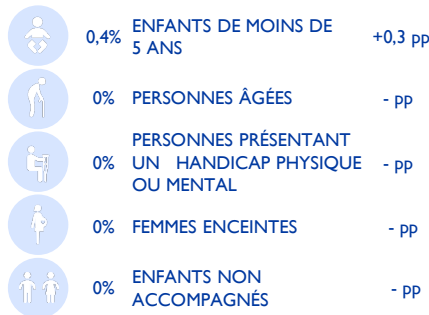 0,4% ENFANTS DE MOINS DE
5 ANS +0,3 pp
0% PERSONNES ÂGÉES - pp
PERSONNES PRÉSENTANT
0% UN HANDICAP PHYSIQUE - pp
OU MENTAL
0% FEMMES ENCEINTES - pp
0% ENFANTS NON
ACCOMPAGNÉS - pp